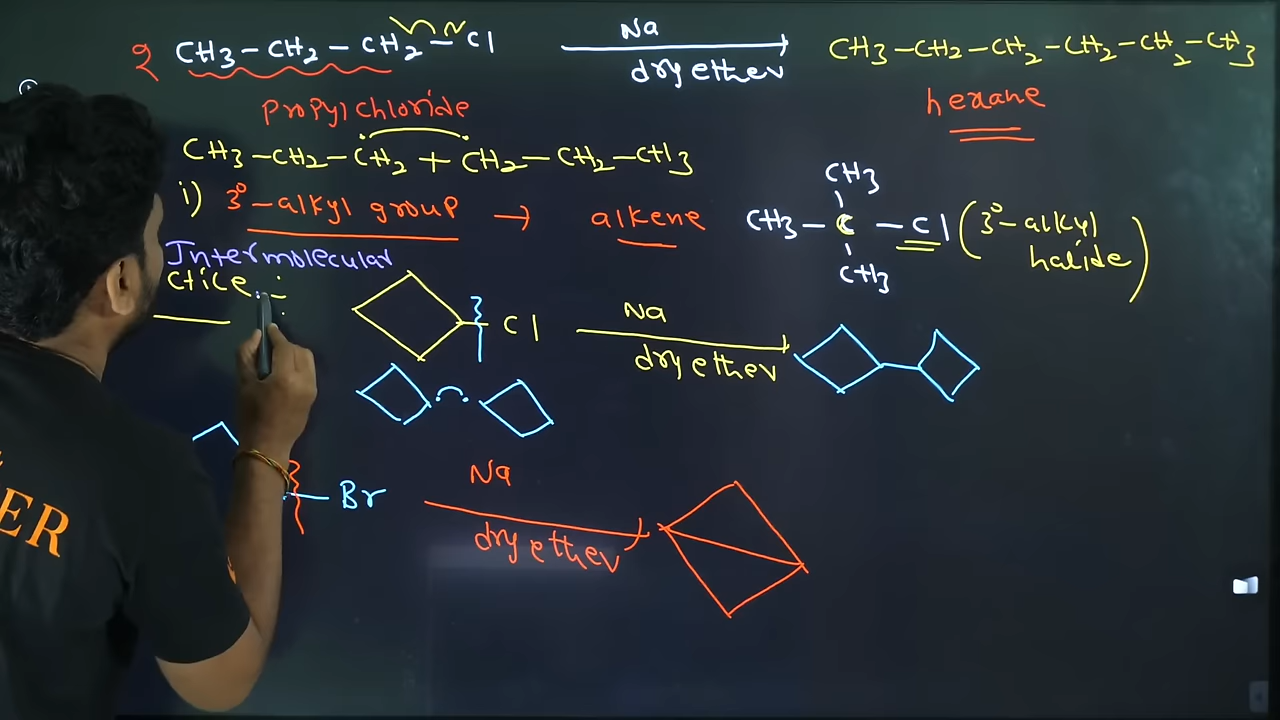 2 CH3-CH2-CH2-Cl Na dry ether CH3-CH2-CH2-CH2-CH2-CH3
Propyl chloride hexane
CH3-CH2-CH2 + CH2-CH2-CH3
i) 3°-alkyl group → alkene
CH3
CH3-C-Cl (3°-alkyl halide)
CH3
Intermolecular
ctice :-
Cl Na dry ether
Br Na dry ether
ER